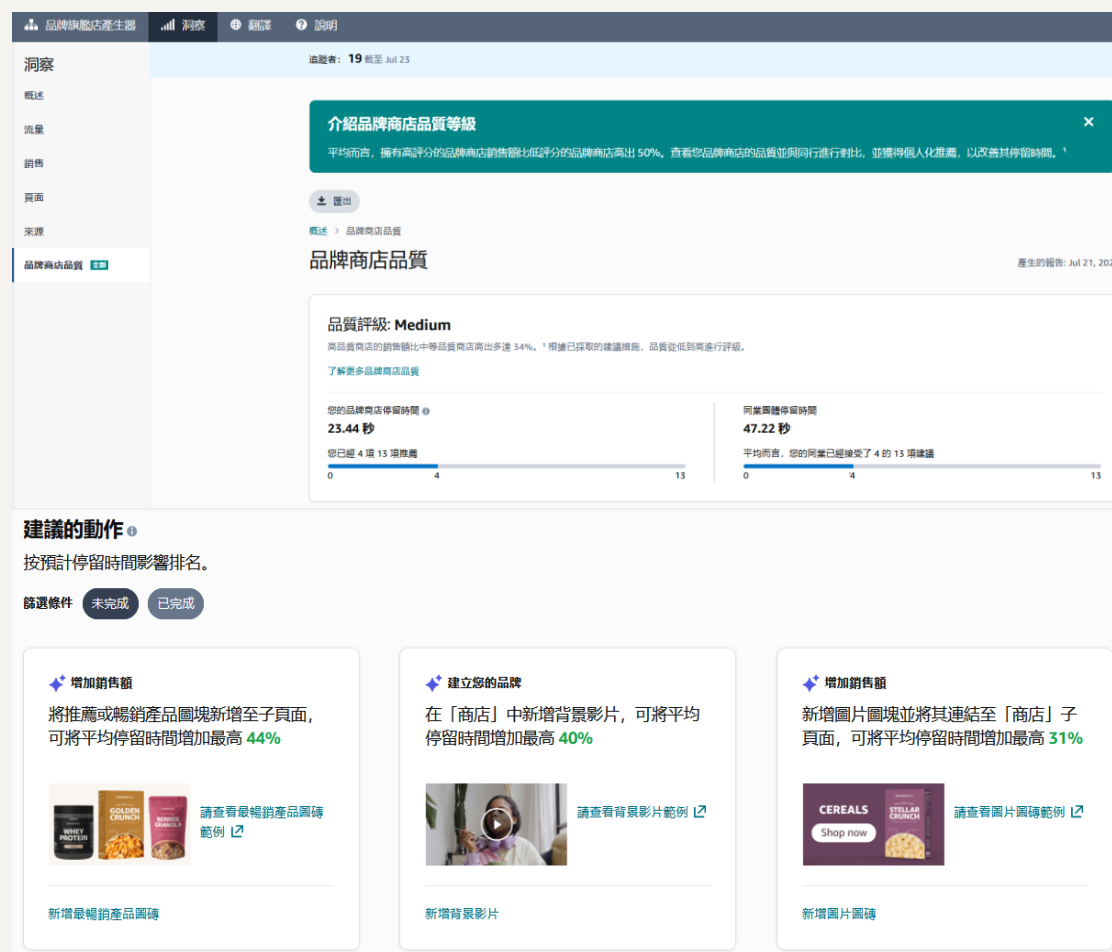 品牌旗艦店產生器 洞察 翻譯 說明
洞察
概述
流量
銷售
頁面
來源
品牌商店品質 全新
追蹤者： 19 截至 Jul 23
介紹品牌商店品質等級
平均而言，擁有高評分的品牌商店銷售額比低評分的品牌商店高出 50%。查看您品牌商店的品質並與同行進行對比，並獲得個人化推薦，以改善其停留時間。¹
匯出
概述 > 品牌商店品質
品牌商店品質
產生的報告: Jul 21, 202
品質評級: Medium
高品質商店的銷售額比中等品質商店高出多達 34%。¹ 根據已採取的建議措施，品質從低到高進行評級。
了解更多品牌商店品質
您的品牌商店停留時間
23.44 秒
您已經 4 項 13 項推薦
0 4 13
同業團體停留時間
47.22 秒
平均而言，您的同業已經接受了 4 的 13 項建議
0 4 13
建議的動作
按預計停留時間影響排名。
篩選條件 未完成 已完成
增加銷售額
將推薦或暢銷產品圖塊新增至子頁面，
可將平均停留時間增加最高 44%
WHEY
PROTEIN
GOLDEN
CRUNCH
BERRIES
GRANOLA
請查看最暢銷產品圖磚
範例
新增最暢銷產品圖磚
建立您的品牌
在「商店」中新增背景影片，可將平均
停留時間增加最高 40%
請查看背景影片範例
新增背景影片
增加銷售額
新增圖片圖塊並將其連結至「商店」子
頁面，可將平均停留時間增加最高 31%
CEREALS
Shop now
STELLAR
CRUNCH
請查看圖片圖磚範例
新增圖片圖磚